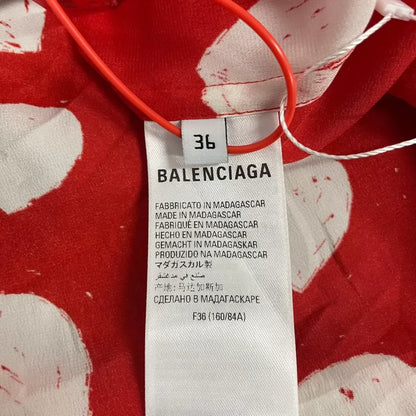 36
BALENCIAGA
FABBRICATO IN MADAGASCAR
MADE IN MADAGASCAR
FABRIQUÉ EN MADAGASCAR
HECHO EN MADAGASCAR
GEMACHT IN MADAGASKAR
PRODUZIDO NA MADAGASCAR
マダガスカル製
صنع في مدغشقر
产地: 马达加斯加
СДЕЛАНО В МАДАГАСКАРЕ
F36 (160/84A)